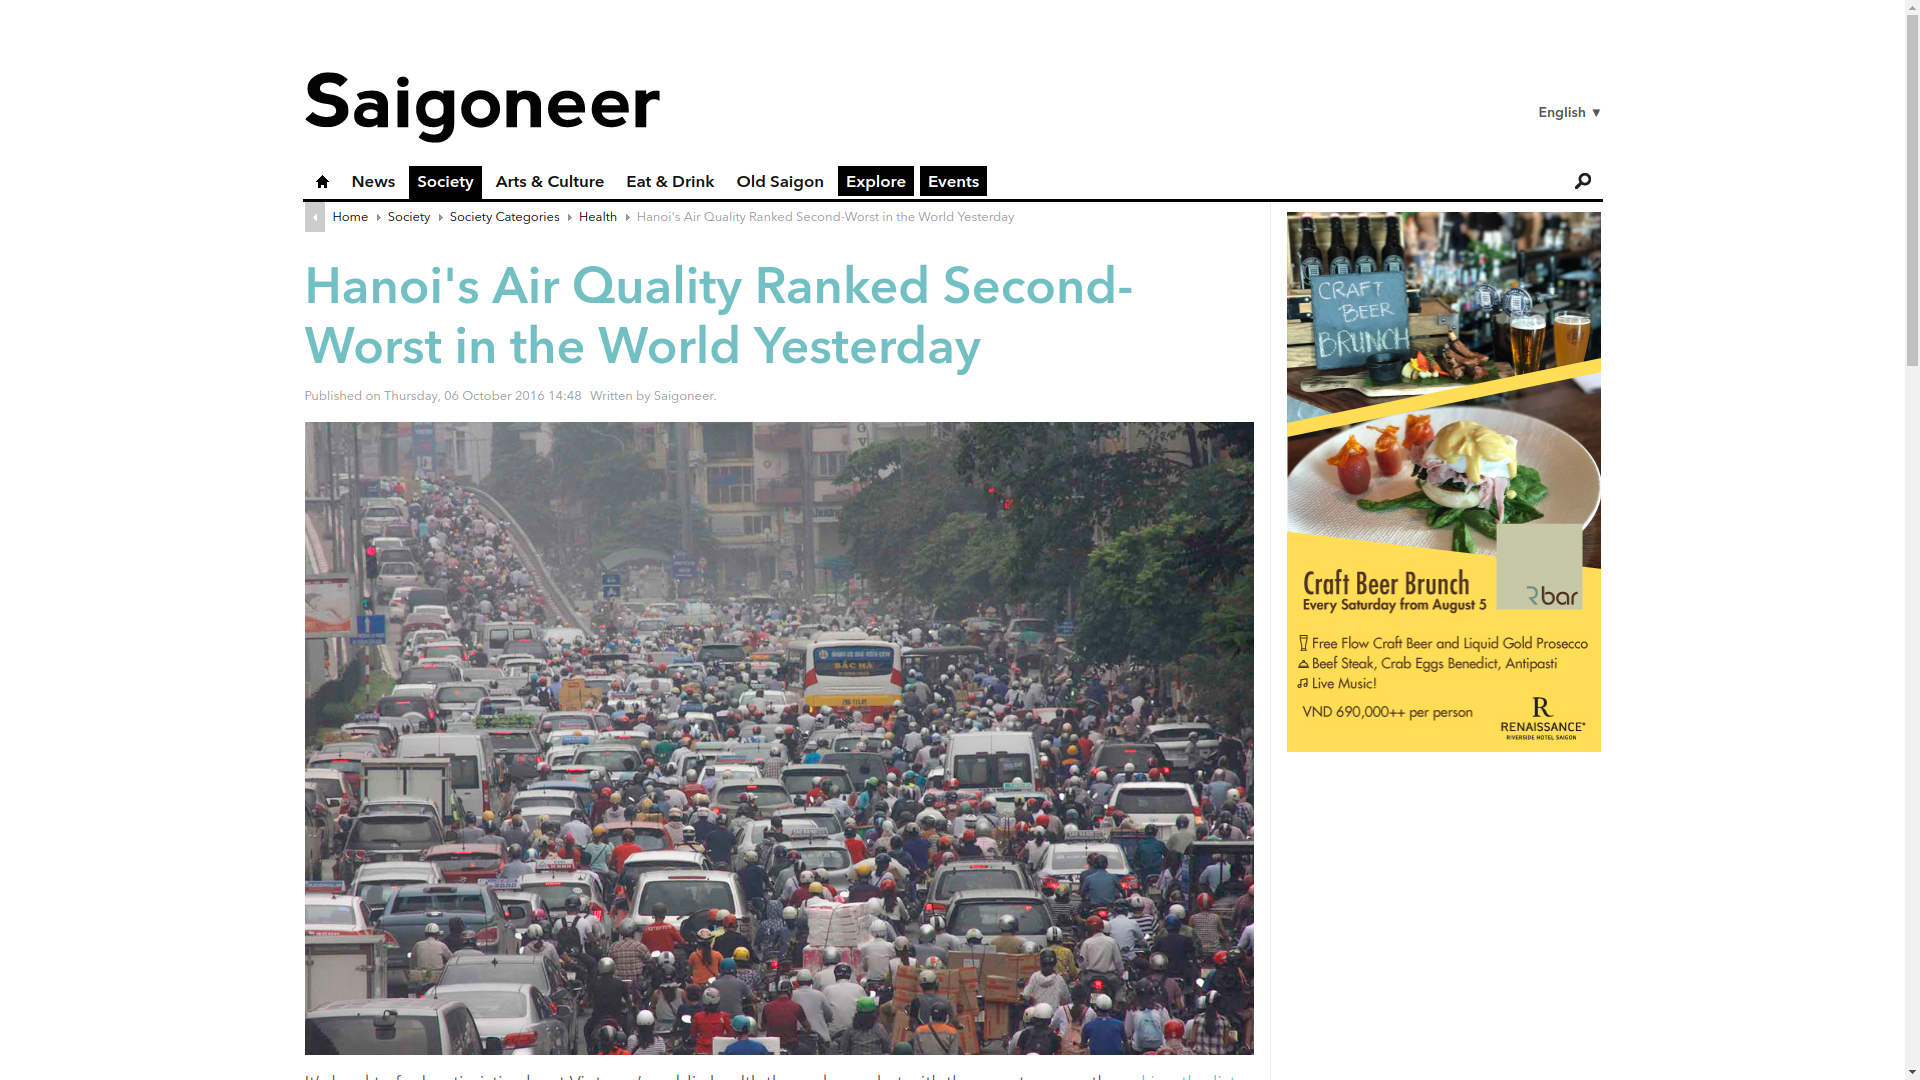 Saigoneer
English ▼
News Society Arts & Culture Eat & Drink Old Saigon Explore Events
Home Society Society Categories Health Hanoi's Air Quality Ranked Second-Worst in the World Yesterday
Hanoi's Air Quality Ranked Second-
Worst in the World Yesterday
Published on Thursday, 06 October 2016 14:48 Written by Saigoneer.
BẮC HÀ
CRAFT
BEER
BRUNCH
Craft Beer Brunch
Every Saturday from August 5
Rbar
Free Flow Craft Beer and Liquid Gold Prosecco
Beef Steak, Crab Eggs Benedict, Antipasti
Live Music!
VND 690,000++ per person
R
RENAISSANCE®
RIVERSIDE HOTEL SAIGON